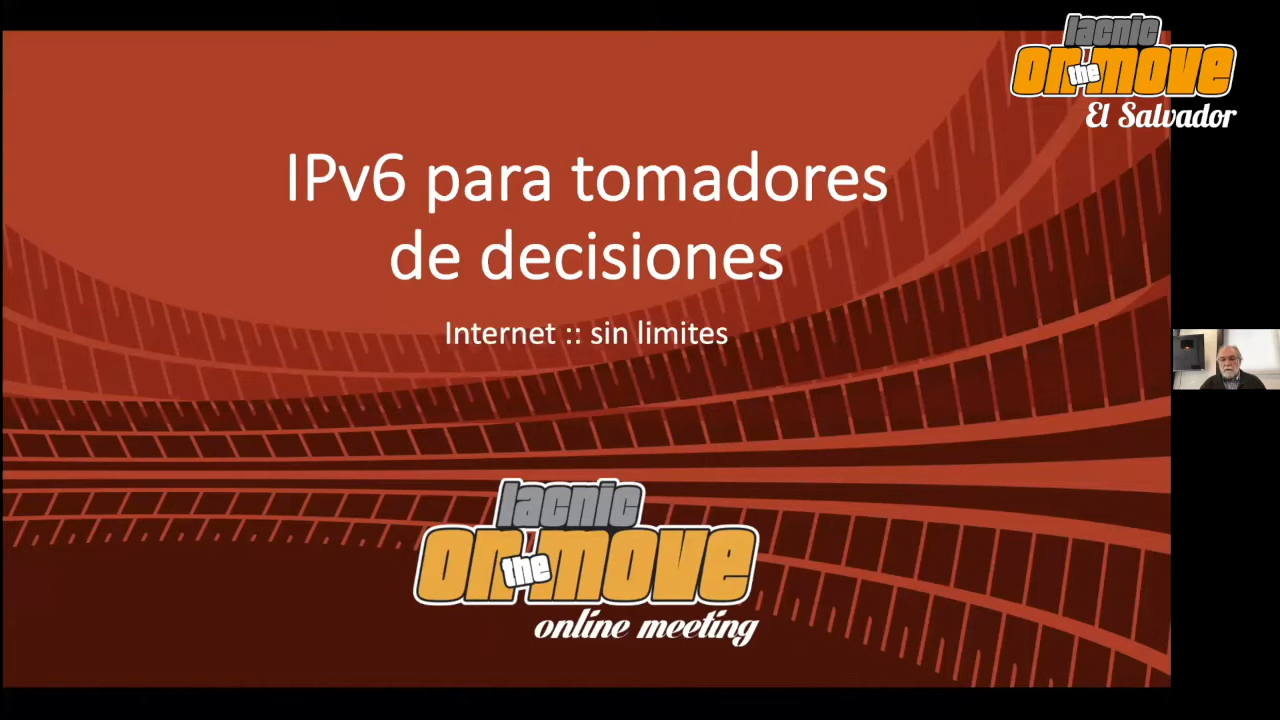 lacnic
on the move
El Salvador
IPv6 para tomadores
de decisiones
Internet :: sin limites
lacnic
on the move
online meeting